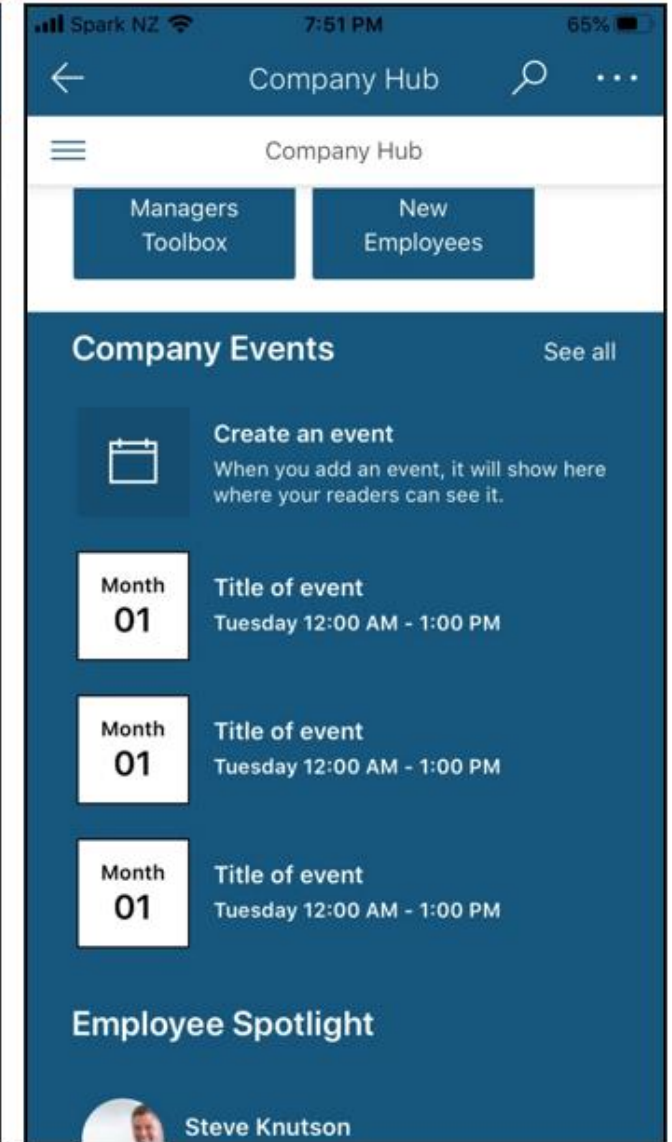 Spark NZ 7:51 PM 65%
Company Hub
Company Hub
Managers
Toolbox
New
Employees
Company Events See all
Create an event
When you add an event, it will show here
where your readers can see it.
Month
01
Title of event
Tuesday 12:00 AM - 1:00 PM
Month
01
Title of event
Tuesday 12:00 AM - 1:00 PM
Month
01
Title of event
Tuesday 12:00 AM - 1:00 PM
Employee Spotlight
Steve Knutson